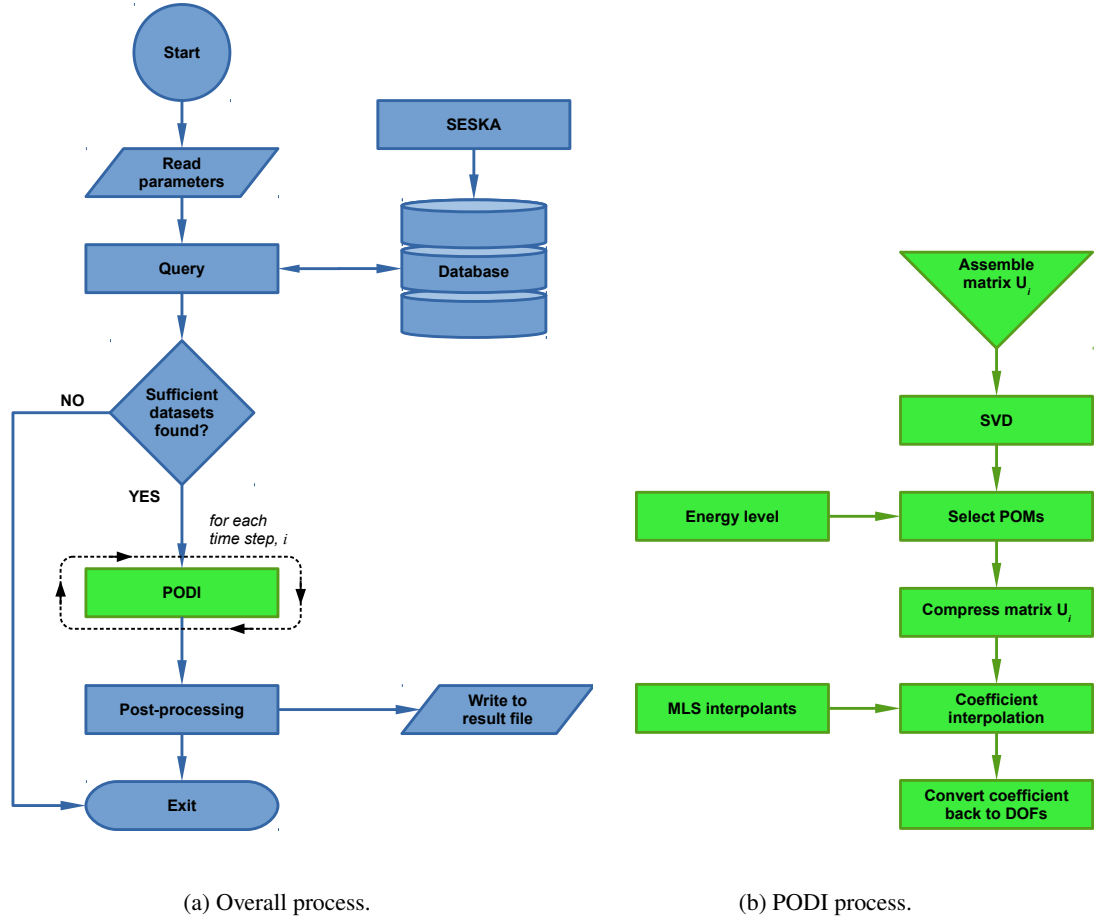 Start
Read
parameters
SESKA
Query
Database
Sufficient
datasets
found?
NO
YES
for each
time step, i
PODI
Post-processing
Write to
result file
Exit
(a) Overall process.
Assemble
matrix U_i
SVD
Energy level
Select POMs
Compress matrix U_i
MLS interpolants
Coefficient
interpolation
Convert coefficient
back to DOFs
(b) PODI process.